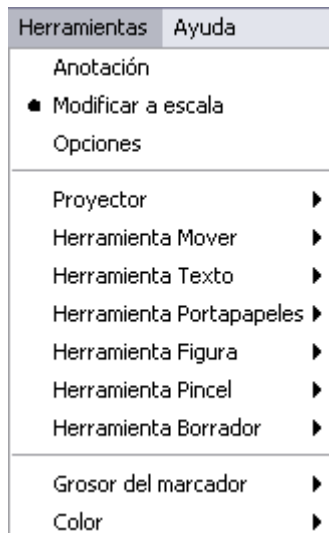 Herramientas Ayuda
Anotación
Modificar a escala
Opciones
Proyector
Herramienta Mover
Herramienta Texto
Herramienta Portapapeles
Herramienta Figura
Herramienta Pincel
Herramienta Borrador
Grosor del marcador
Color